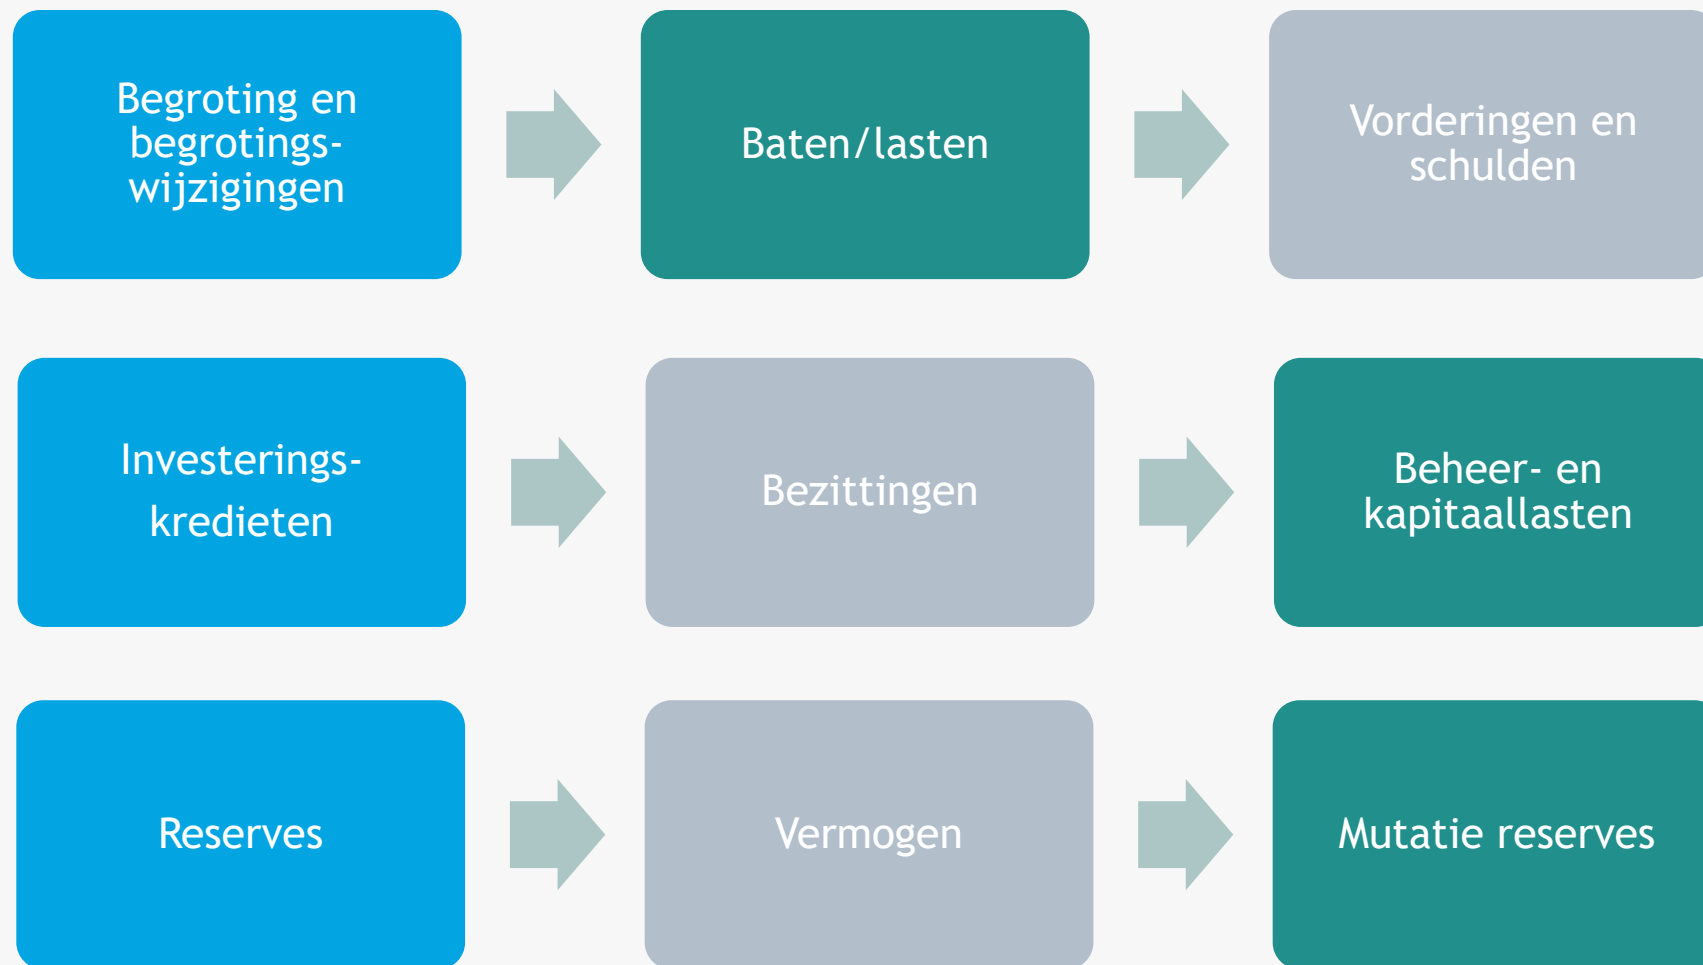 Begroting en
begrotings-
wijzigingen
Baten/lasten
Vorderingen en
schulden
Investerings-
kredieten
Bezittingen
Beheer- en
kapitaallasten
Reserves
Vermogen
Mutatie reserves